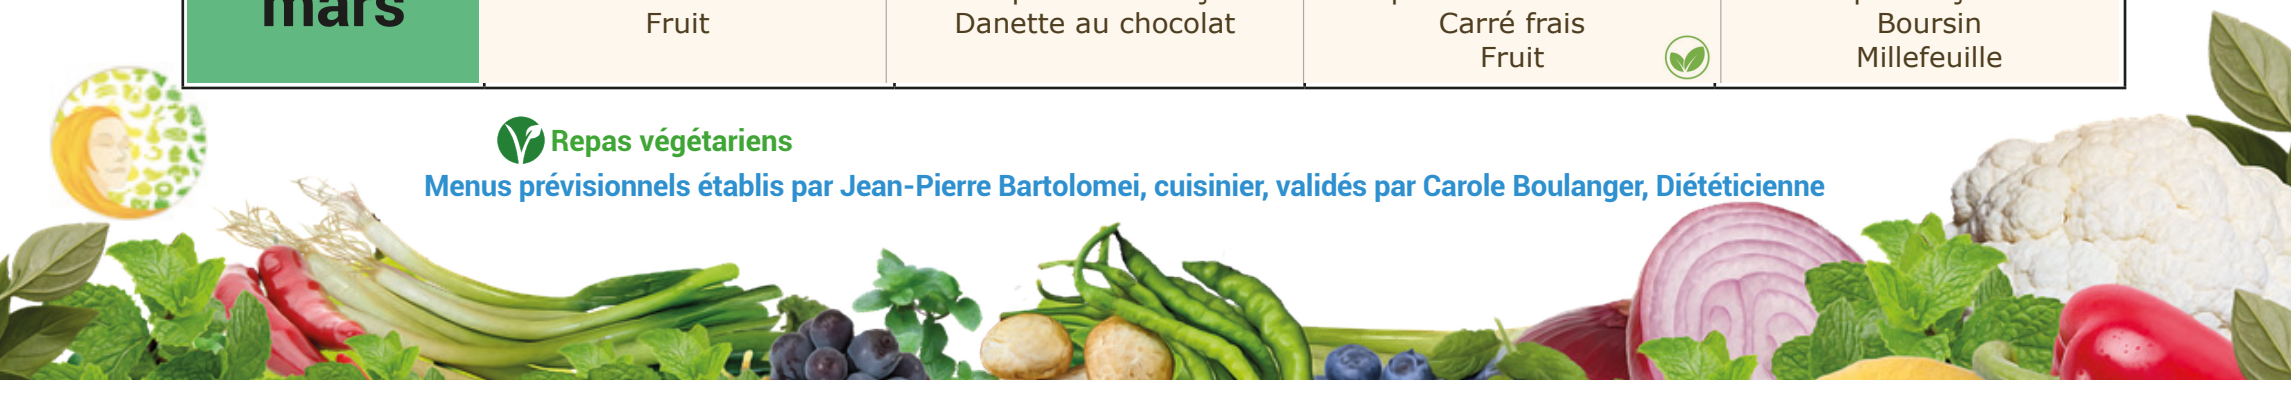 mars
Fruit
Danette au chocolat
Carré frais
Fruit
Boursin
Millefeuille
Repas végétariens
Menus prévisionnels établis par Jean-Pierre Bartolomei, cuisinier, validés par Carole Boulanger, Diététicienne